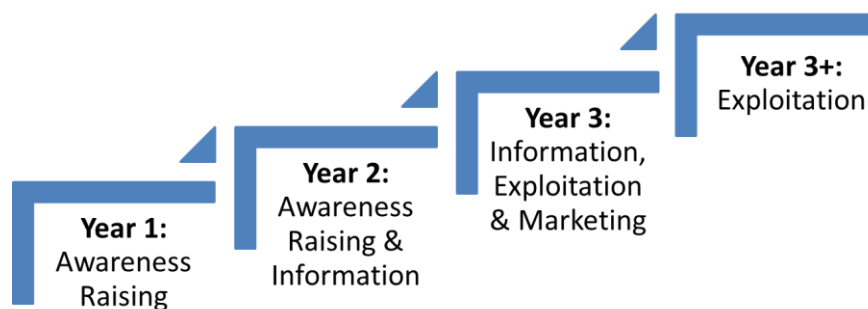 Year 1:
Awareness
Raising
Year 2:
Awareness
Raising &
Information
Year 3:
Information,
Exploitation
& Marketing
Year 3+:
Exploitation